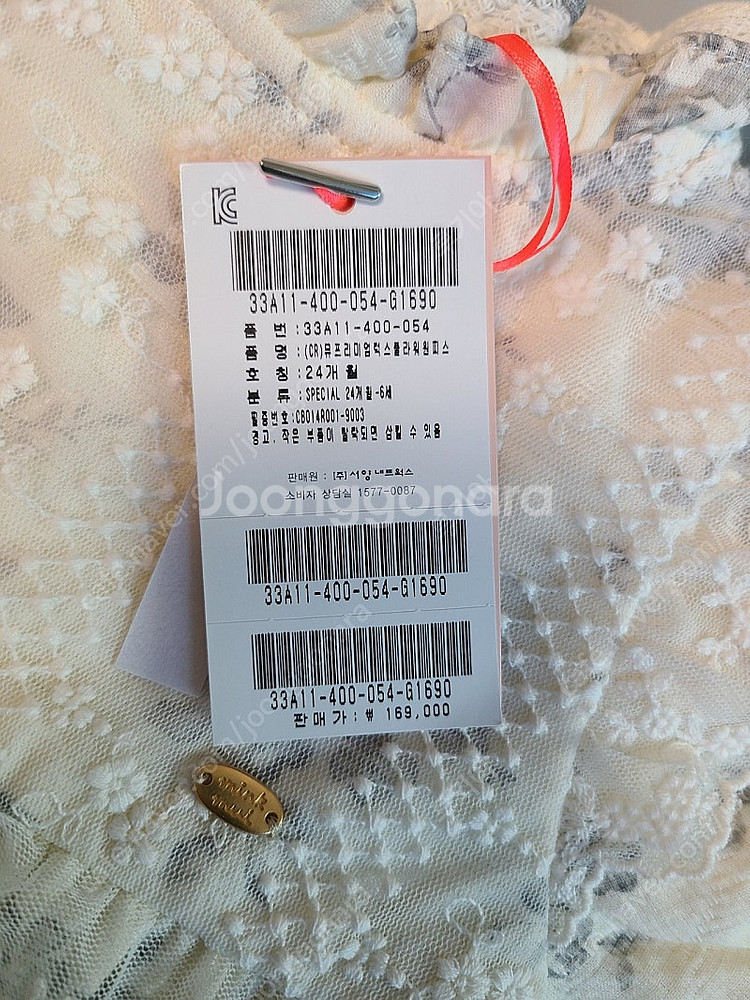 KC
33A11-400-054-G1690
품 번 : 33A11-400-054
품 명 : (CR)뮤프리미엄럭스플라워원피스
호 칭 : 24개월
분 류 : SPECIAL 24개월-6세
필증번호:CB014R001-9003
경고. 작은 부품이 탈락되면 삼킬 수 있음
판매원 : (주)서양네트웍스
소비자 상담실 1577-0087
Joonggonara
33A11-400-054-G1690
33A11-400-054-G1690
판매가 : ₩ 169,000
mink
mui